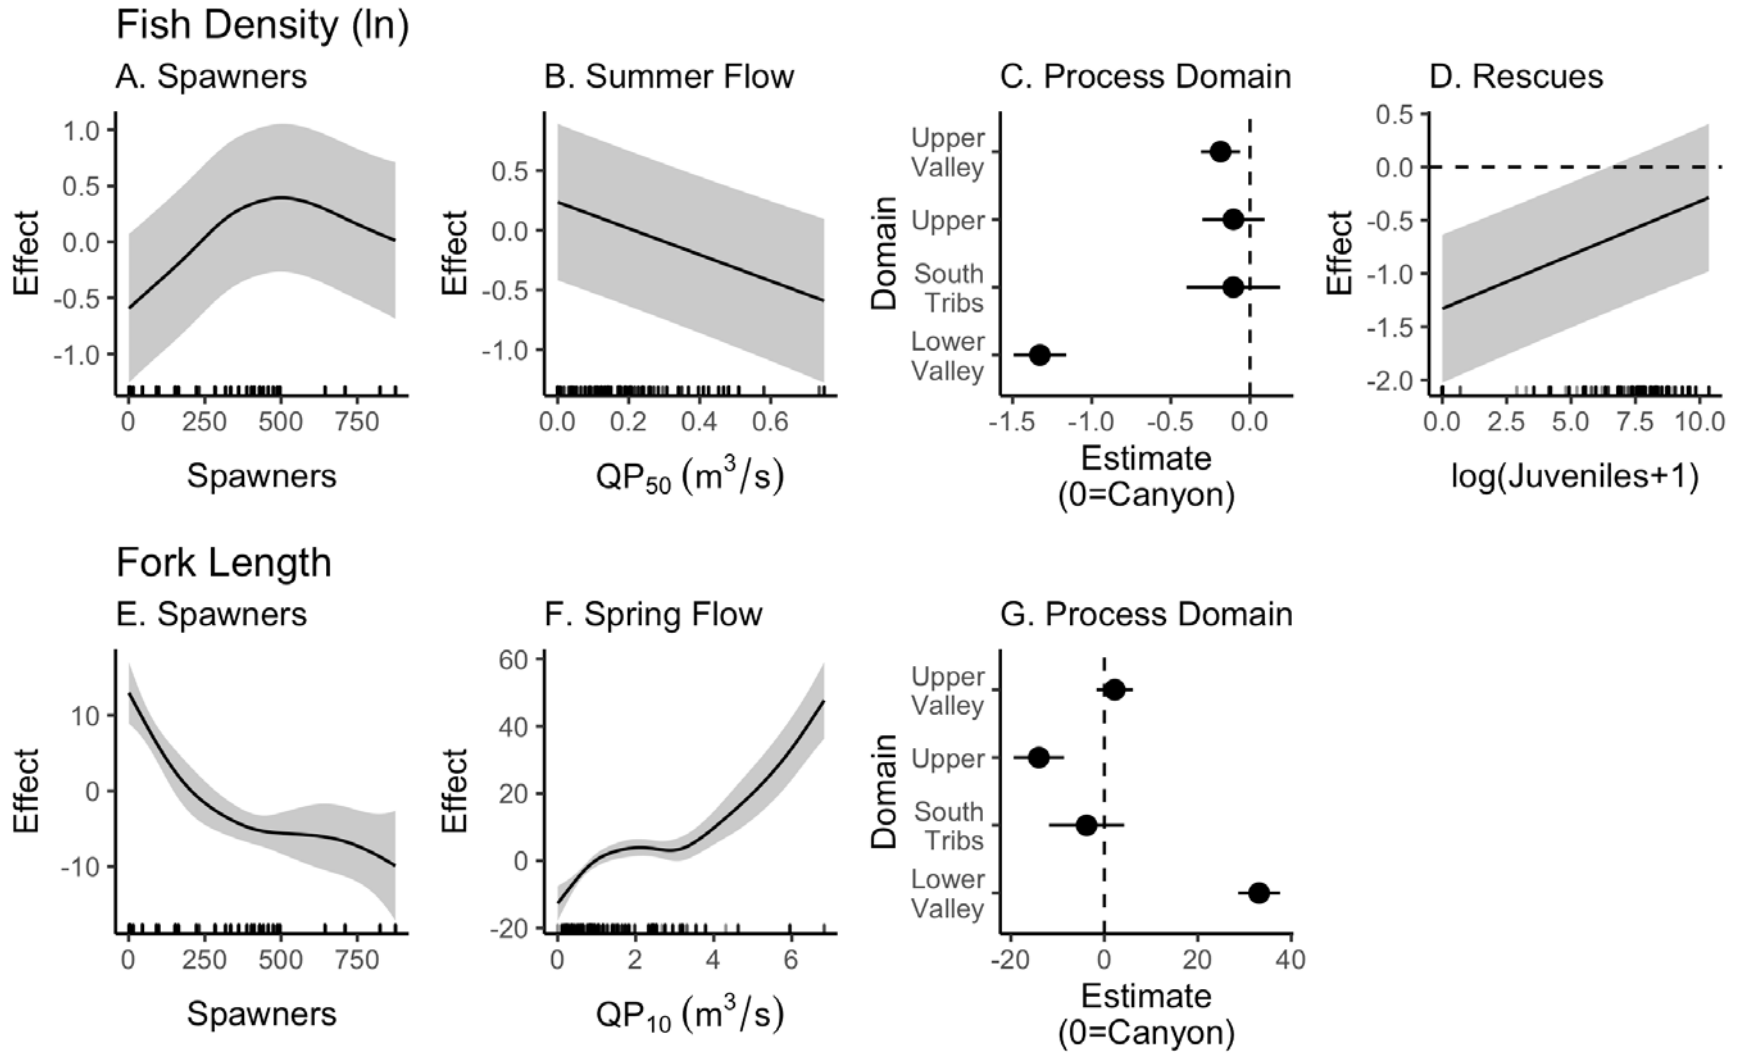 Fish Density (ln)
A. Spawners
1.0
0.5
0.0
-0.5
-1.0
Effect
0 250 500 750
Spawners
B. Summer Flow
0.5
0.0
-0.5
-1.0
Effect
0.0 0.2 0.4 0.6
QP50 (m³/s)
C. Process Domain
Upper
Valley
Upper
South
Tribs
Lower
Valley
Domain
-1.5 -1.0 -0.5 0.0
Estimate
(0=Canyon)
D. Rescues
0.5
0.0
-0.5
-1.0
-1.5
-2.0
Effect
0.0 2.5 5.0 7.5 10.0
log(Juveniles+1)
Fork Length
E. Spawners
10
0
-10
Effect
0 250 500 750
Spawners
F. Spring Flow
60
40
20
0
-20
Effect
0 2 4 6
QP10 (m³/s)
G. Process Domain
Upper
Valley
Upper
South
Tribs
Lower
Valley
Domain
-20 0 20 40
Estimate
(0=Canyon)